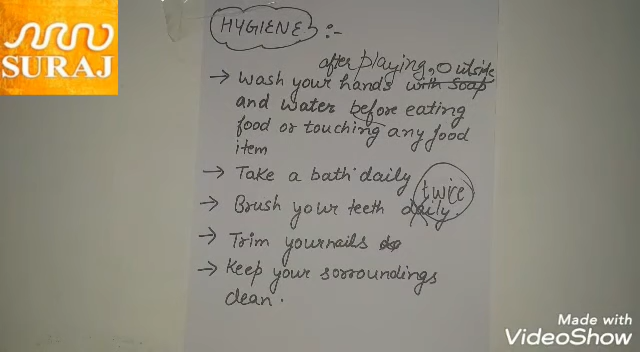 SURAJ
HYGIENE :-
after playing, outside
→ Wash your hands with soap
and water before eating
food or touching any food
item
→ Take a bath daily
twice
→ Brush your teeth daily.
→ Trim your nails
→ Keep your sorroundings
clean.
Made with
VideoShow